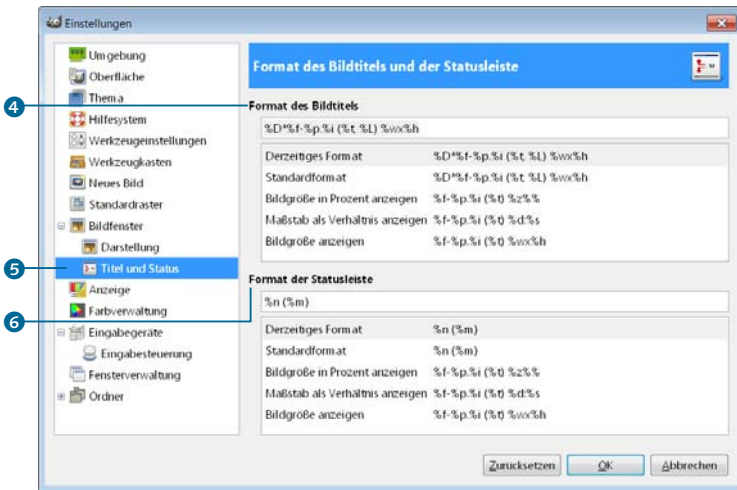 Einstellungen
Umgebung
Oberfläche
Thema
Hilfesystem
Werkzeugeinstellungen
Werkzeugkasten
Neues Bild
Standardraster
Bildfenster
Darstellung
Titel und Status
Anzeige
Farbverwaltung
Eingabegeräte
Eingabesteuerung
Fensterverwaltung
Ordner
4
5
6
Format des Bildtitels und der Statusleiste
Format des Bildtitels
%D*%f-%p.%i (%t, %L) %wx%h
Derzeitiges Format %D*%f-%p.%i (%t, %L) %wx%h
Standardformat %D*%f-%p.%i (%t, %L) %wx%h
Bildgröße in Prozent anzeigen %f-%p.%i (%t) %z%%
Maßstab als Verhältnis anzeigen %f-%p.%i (%t) %d:%s
Bildgröße anzeigen %f-%p.%i (%t) %wx%h
Format der Statusleiste
%n (%m)
Derzeitiges Format %n (%m)
Standardformat %n (%m)
Bildgröße in Prozent anzeigen %f-%p.%i (%t) %z%%
Maßstab als Verhältnis anzeigen %f-%p.%i (%t) %d:%s
Bildgröße anzeigen %f-%p.%i (%t) %wx%h
Zurücksetzen OK Abbrechen